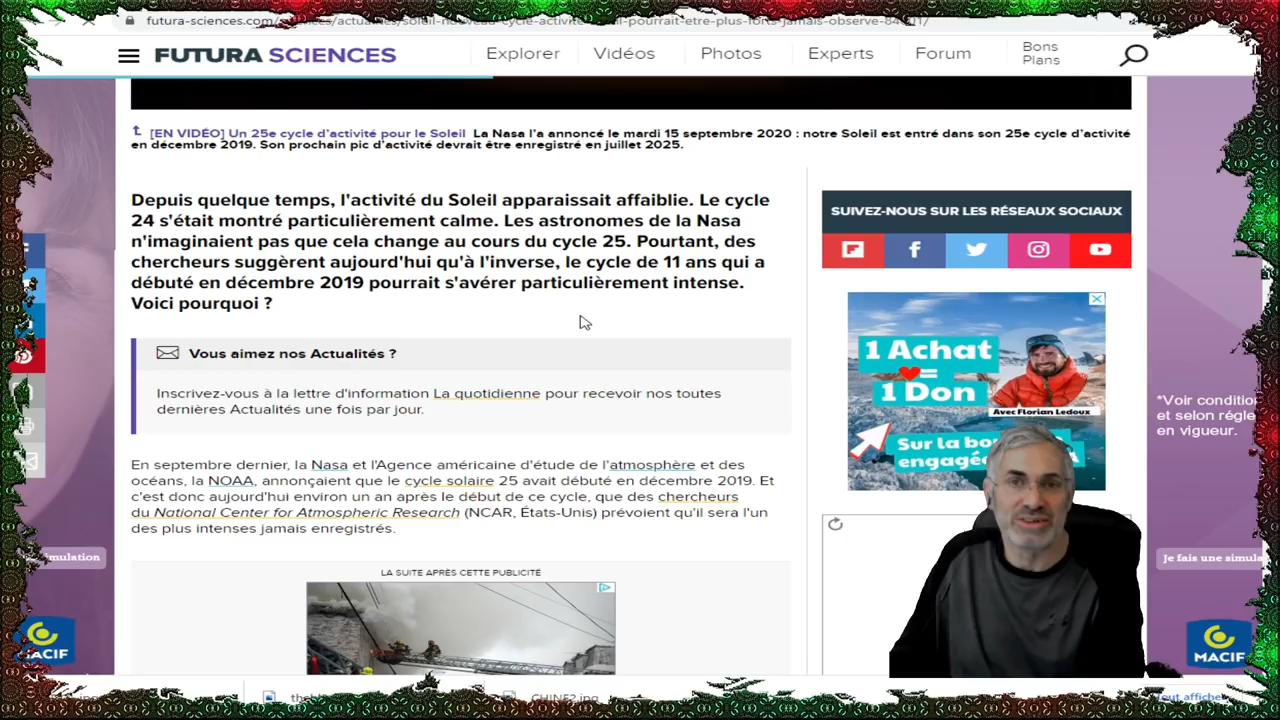 FUTURA SCIENCES
Explorer
Vidéos
Photos
Experts
Forum
Bons
Plans
t. [EN VIDÉO] Un 25e cycle d'activité pour le Soleil La Nasa l'a annoncé le mardi 15 septembre 2020 : notre Soleil est entré dans son 25e cycle d'activité
en décembre 2019. Son prochain pic d'activité devrait être enregistré en juillet 2025.
Depuis quelque temps, l'activité du Soleil apparaissait affaiblie. Le cycle
24 s'était montré particulièrement calme. Les astronomes de la Nasa
n'imaginaient pas que cela change au cours du cycle 25. Pourtant, des
chercheurs suggèrent aujourd'hui qu'à l'inverse, le cycle de 11 ans qui a
débuté en décembre 2019 pourrait s'avérer particulièrement intense.
Voici pourquoi ?
Vous aimez nos Actualités ?
Inscrivez-vous à la lettre d'information La quotidienne pour recevoir nos toutes
dernières Actualités une fois par jour.
En septembre dernier, la Nasa et l'Agence américaine d'étude de l'atmosphère et des
océans, la NOAA, annonçaient que le cycle solaire 25 avait débuté en décembre 2019. Et
c'est donc aujourd'hui environ un an après le début de ce cycle, que des chercheurs
du National Center for Atmospheric Research (NCAR, États-Unis) prévoient qu'il sera l'un
des plus intenses jamais enregistrés.
LA SUITE APRÈS CETTE PUBLICITÉ
SUIVEZ-NOUS SUR LES RÉSEAUX SOCIAUX
1 Achat
=
1 Don
Avec Florian Ledoux
Sur la bo
engagé
*Voir conditio
et selon règle
en vigueur.
mulation
Je fais une simula
ACIF
MACIF
CHINE2.jpg
out affiche